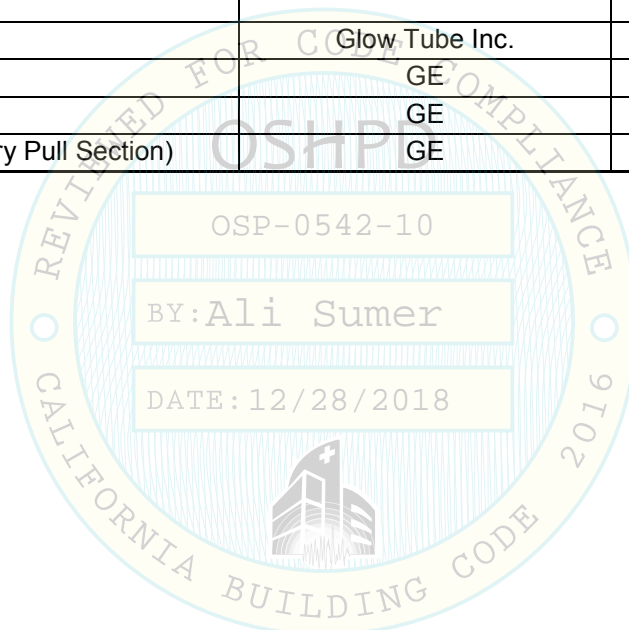 Glow Tube Inc.
GE
GE
ry Pull Section) GE
REVIEWED FOR CODE COMPLIANCE
OSHPD
OSP-0542-10
BY: Ali Sumer
DATE: 12/28/2018
CALIFORNIA BUILDING CODE 2016